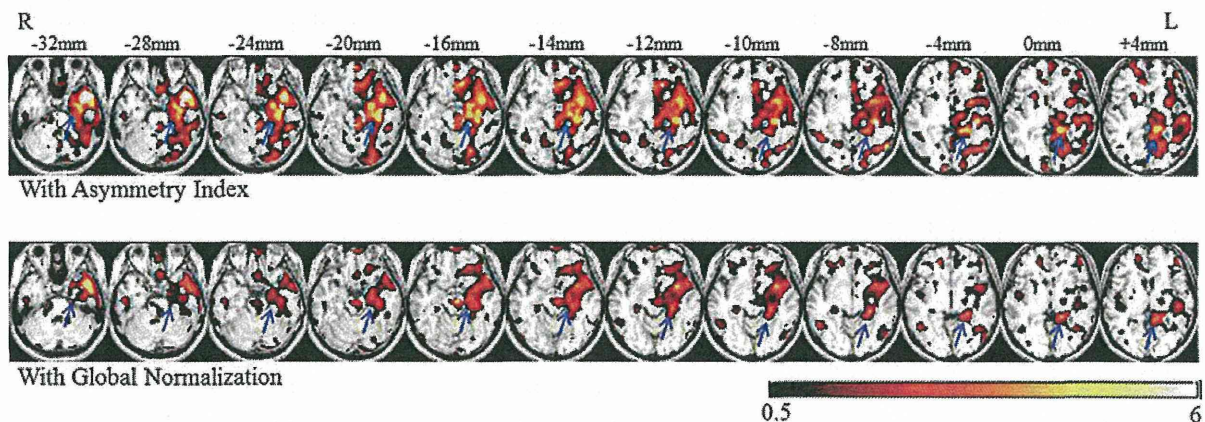 R L
-32mm -28mm -24mm -20mm -16mm -14mm -12mm -10mm -8mm -4mm 0mm +4mm
With Asymmetry Index
With Global Normalization
0.5 6